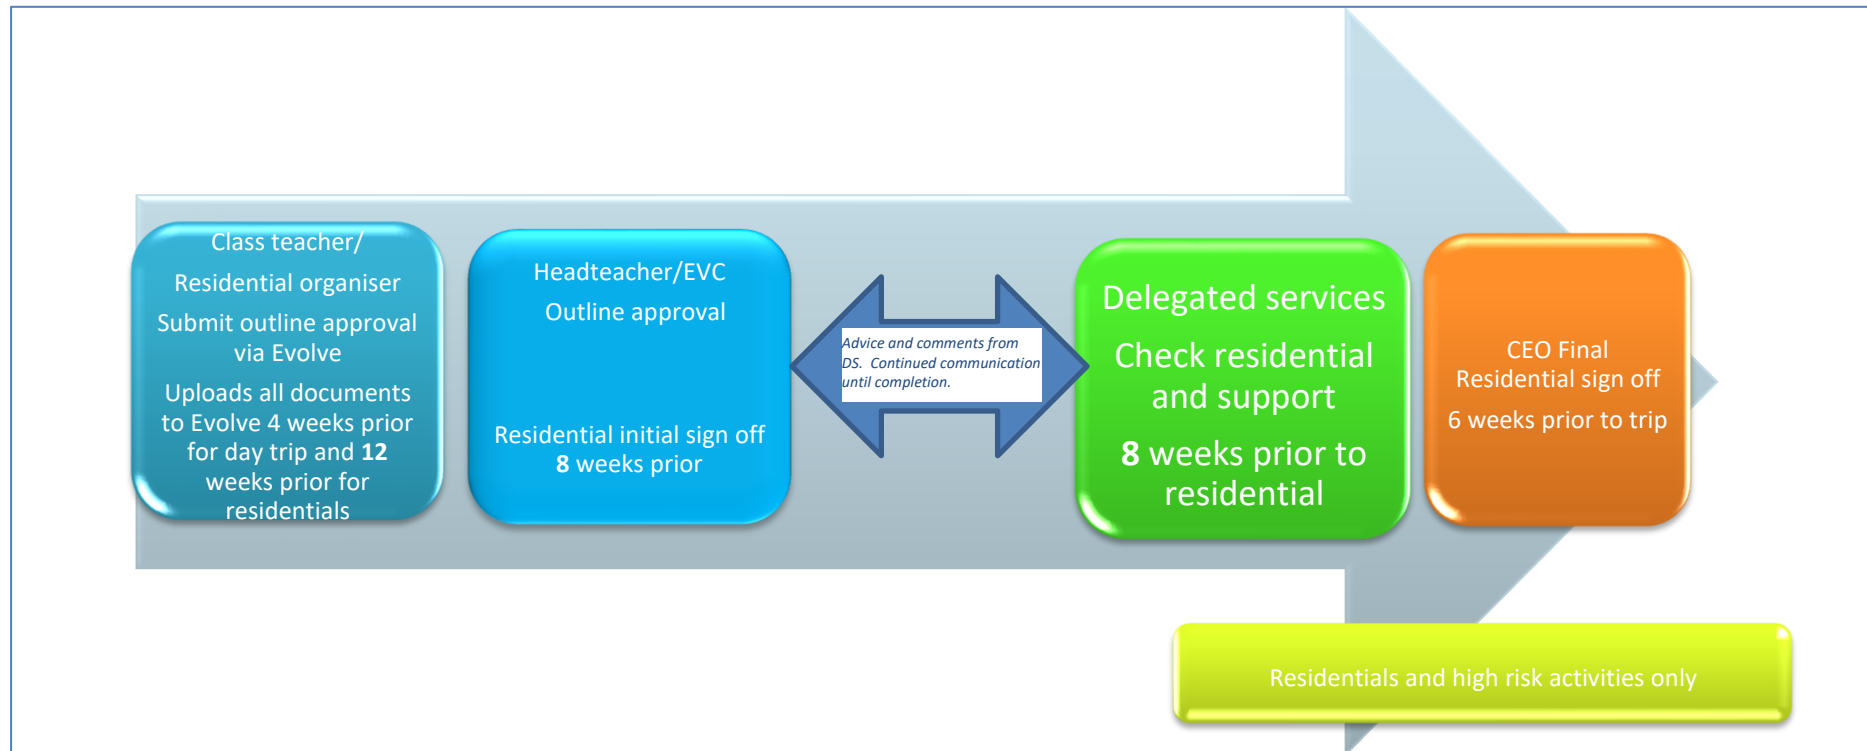 Class teacher/
Residential organiser
Submit outline approval
via Evolve
Uploads all documents
to Evolve 4 weeks prior
for day trip and 12
weeks prior for
residentials
Headteacher/EVC
Outline approval
Residential initial sign off
8 weeks prior
Advice and comments from
DS.  Continued communication
until completion.
Delegated services
Check residential
and support
8 weeks prior to
residential
CEO Final
Residential sign off
6 weeks prior to trip
Residentials and high risk activities only